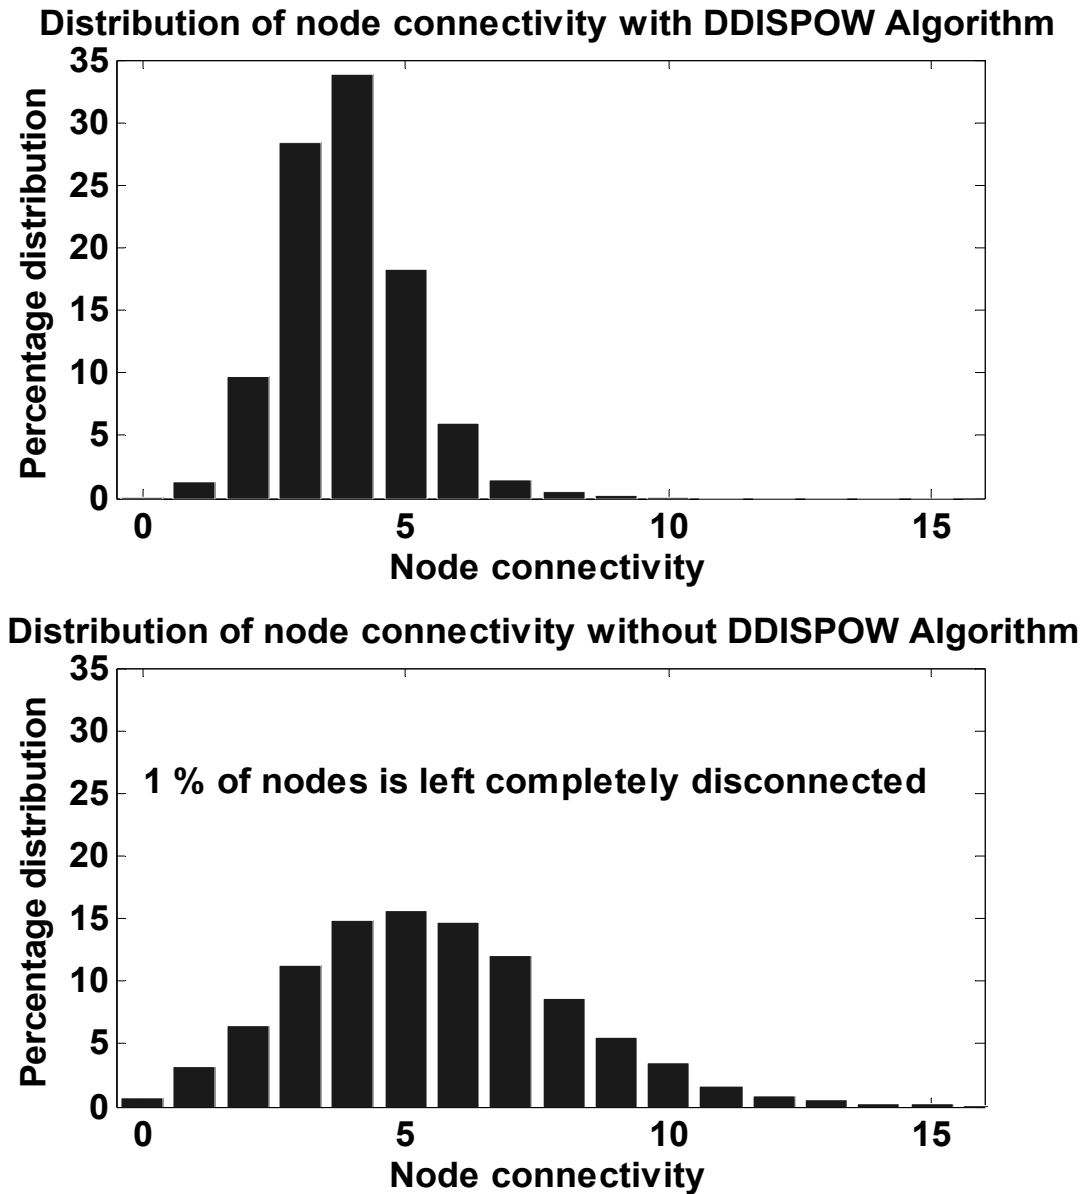 Distribution of node connectivity with DDISPOW Algorithm
Percentage distribution
35
30
25
20
15
10
5
0
0 5 10 15
Node connectivity
Distribution of node connectivity without DDISPOW Algorithm
Percentage distribution
35
30
25
20
15
10
5
0
1 % of nodes is left completely disconnected
0 5 10 15
Node connectivity